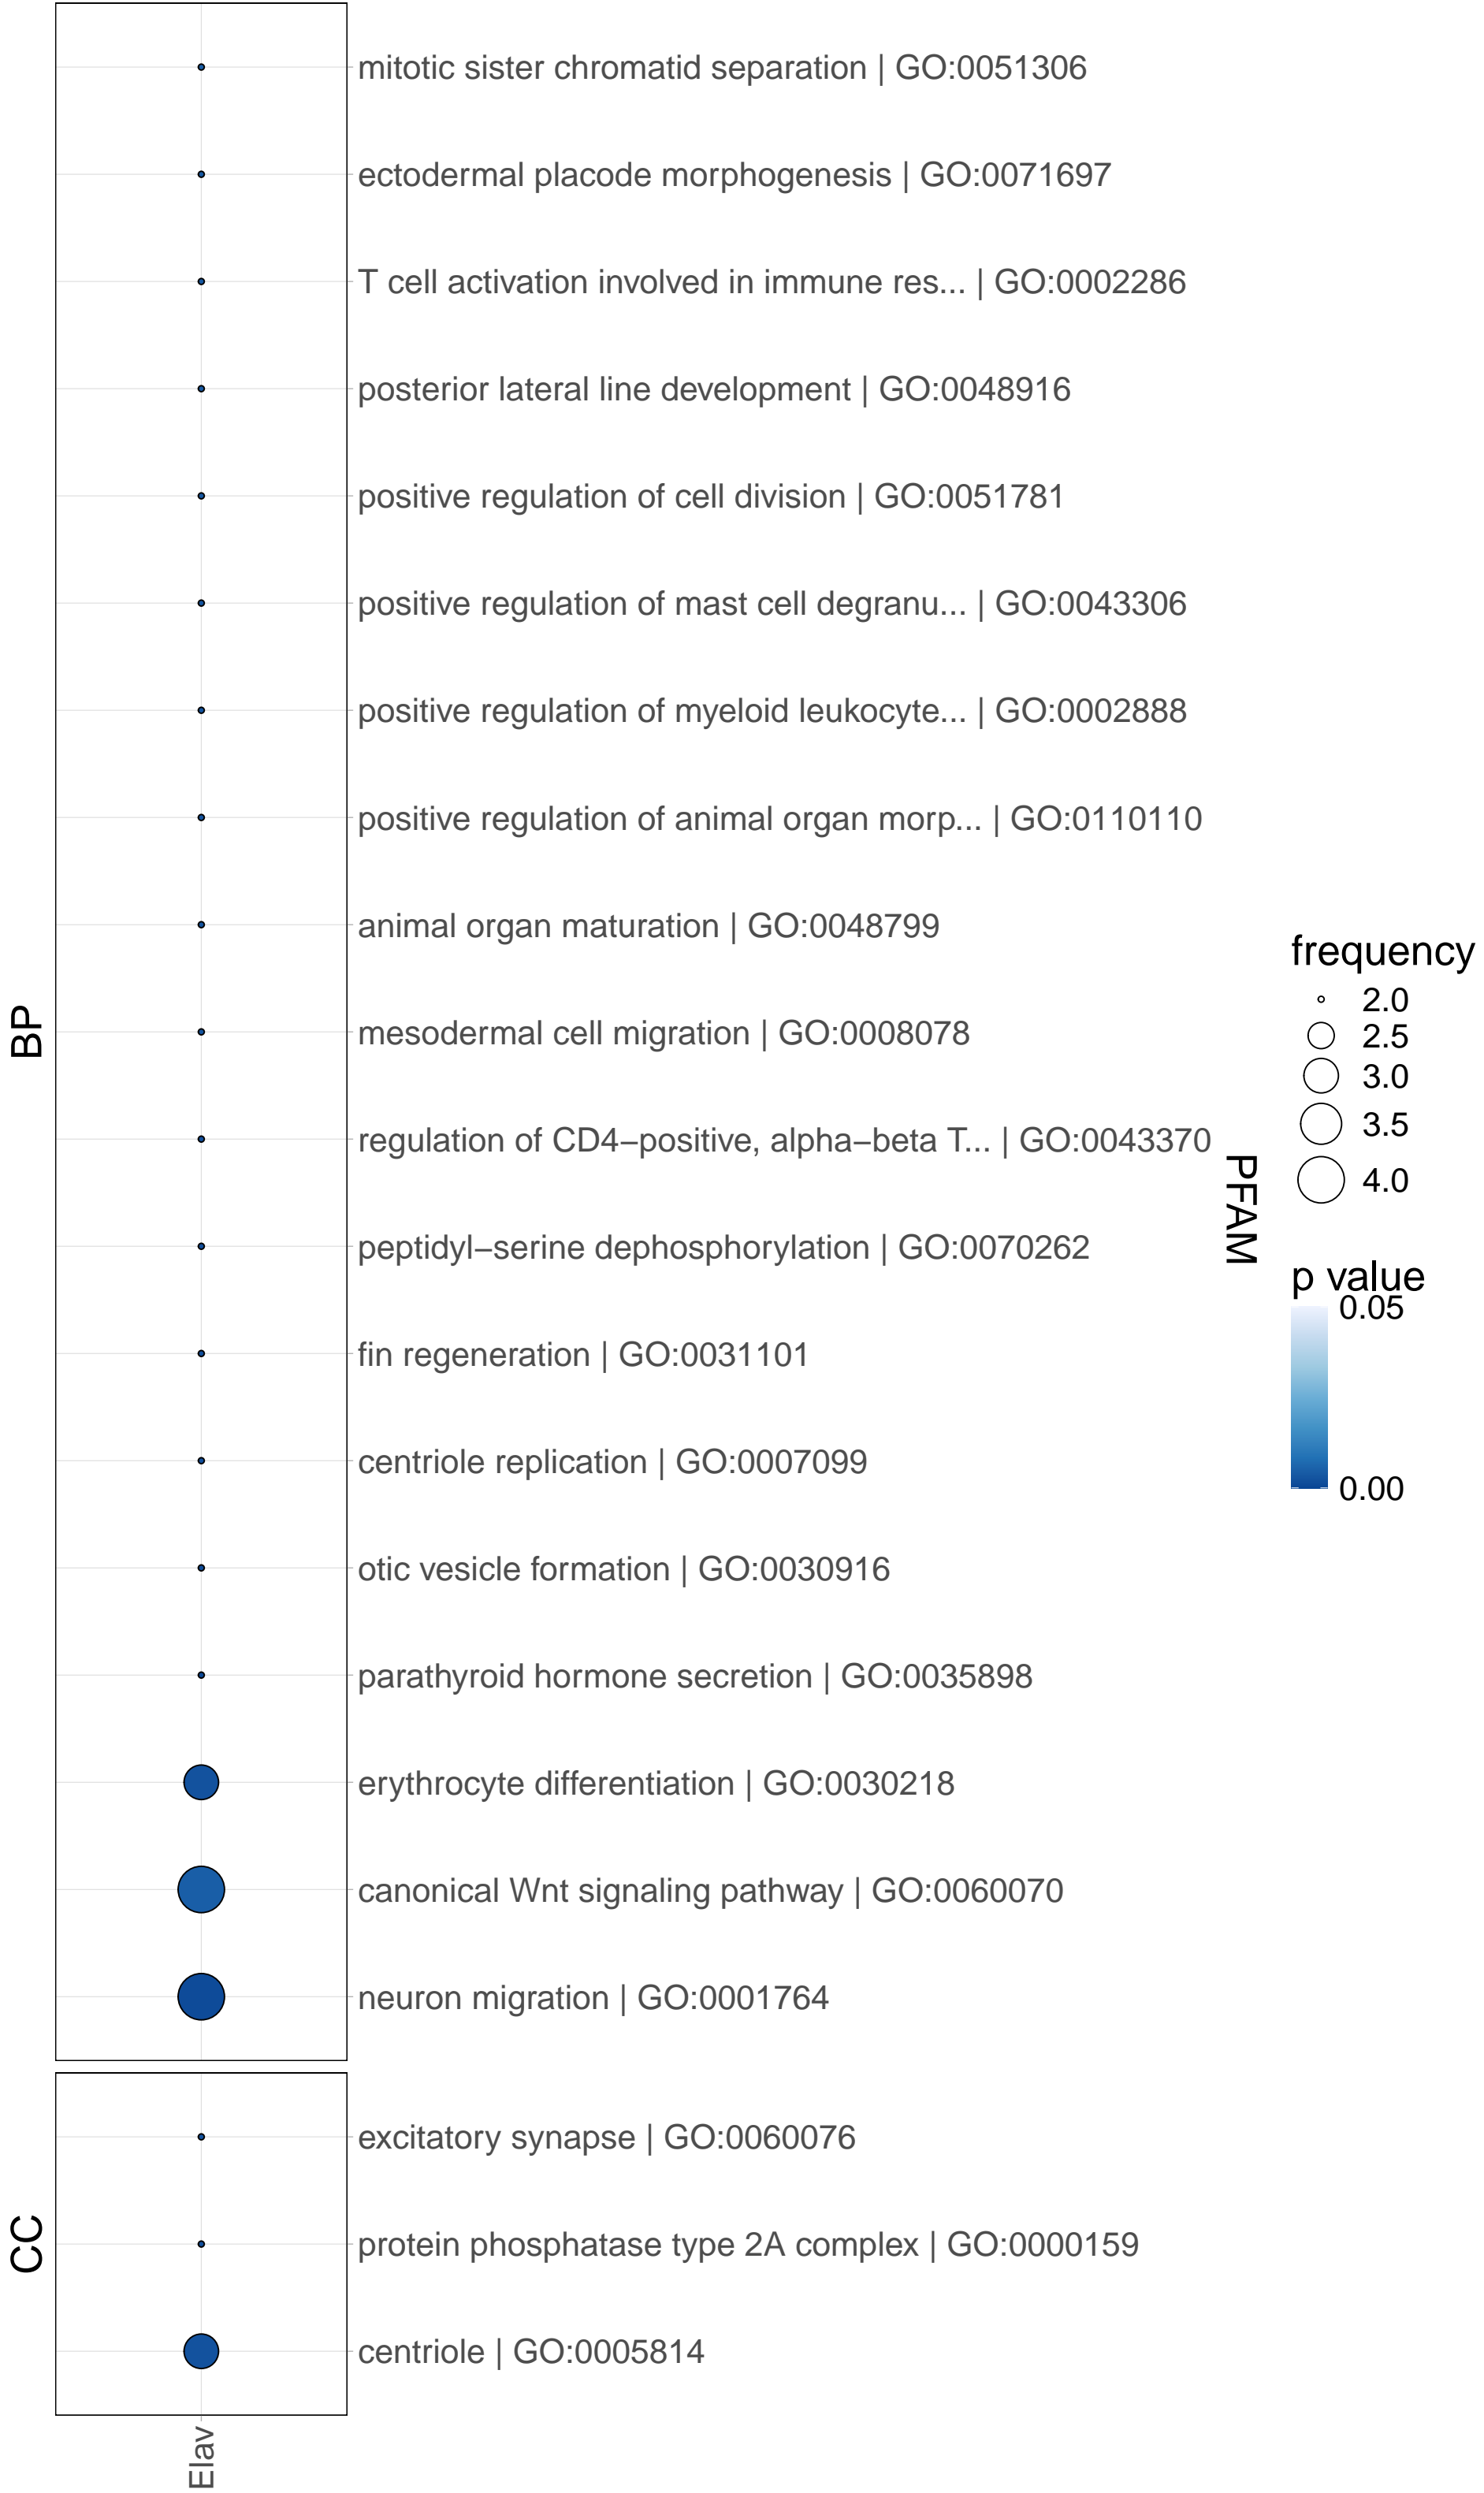 BP
mitotic sister chromatid separation | GO:0051306
ectodermal placode morphogenesis | GO:0071697
T cell activation involved in immune res... | GO:0002286
posterior lateral line development | GO:0048916
positive regulation of cell division | GO:0051781
positive regulation of mast cell degranu... | GO:0043306
positive regulation of myeloid leukocyte... | GO:0002888
positive regulation of animal organ morp... | GO:0110110
animal organ maturation | GO:0048799
mesodermal cell migration | GO:0008078
regulation of CD4−positive, alpha−beta T... | GO:0043370
peptidyl−serine dephosphorylation | GO:0070262
fin regeneration | GO:0031101
centriole replication | GO:0007099
otic vesicle formation | GO:0030916
parathyroid hormone secretion | GO:0035898
erythrocyte differentiation | GO:0030218
canonical Wnt signaling pathway | GO:0060070
neuron migration | GO:0001764
CC
excitatory synapse | GO:0060076
protein phosphatase type 2A complex | GO:0000159
centriole | GO:0005814
Elav
PFAM
frequency
2.0
2.5
3.0
3.5
4.0
p value
0.05
0.00